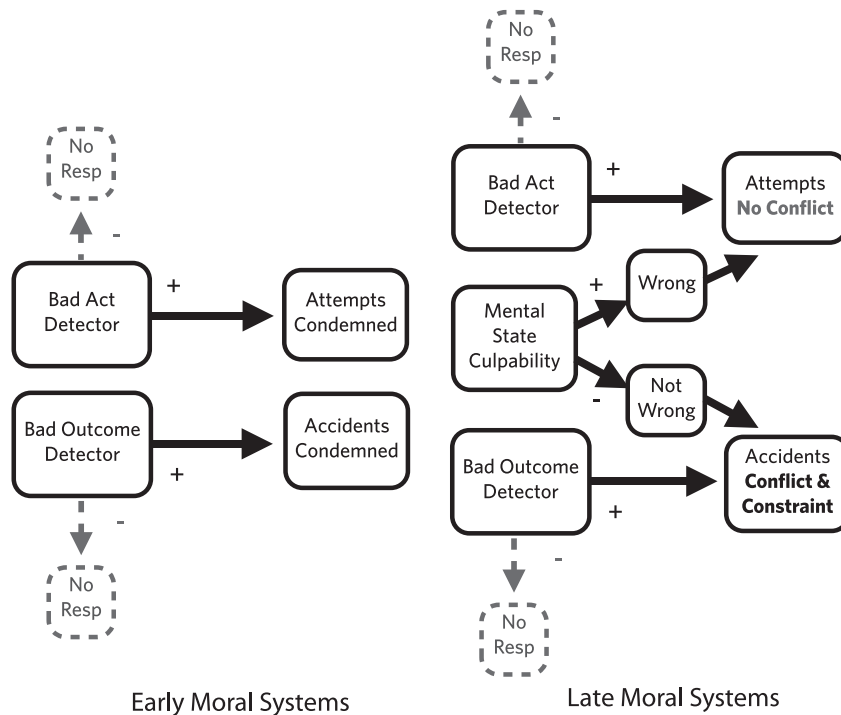 No
Resp
-
Bad Act
Detector
+
Attempts
Condemned
Bad Outcome
Detector
+
Accidents
Condemned
-
No
Resp
Early Moral Systems
No
Resp
-
Bad Act
Detector
+
Attempts
No Conflict
Mental
State
Culpability
+
Wrong
-
Not
Wrong
Bad Outcome
Detector
+
Accidents
Conflict &
Constraint
-
No
Resp
Late Moral Systems